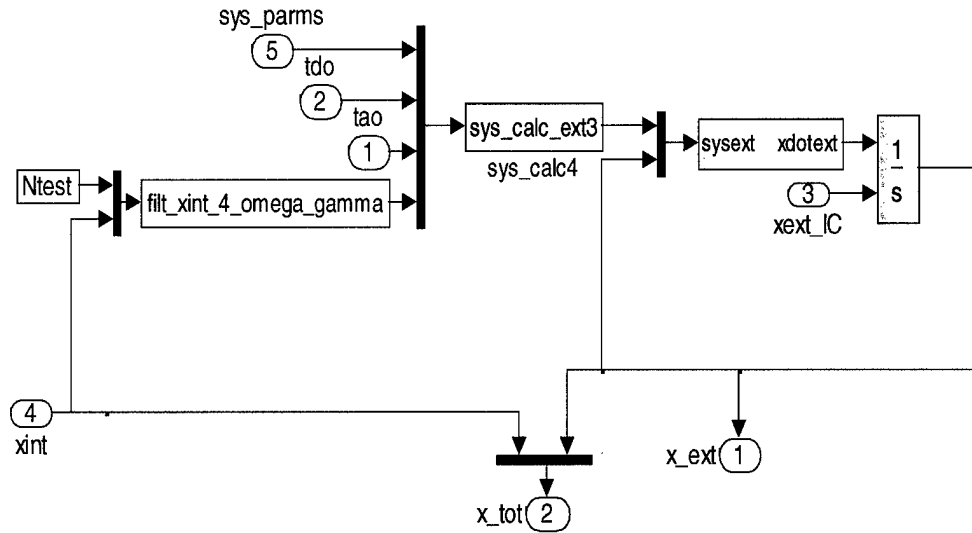 sys_parms
5
tdo
2
tao
1
Ntest
filt_xint_4_omega_gamma
sys_calc_ext3
sys_calc4
sysext xdotext
3
xext_IC
1
s
4
xint
x_ext 1
x_tot 2